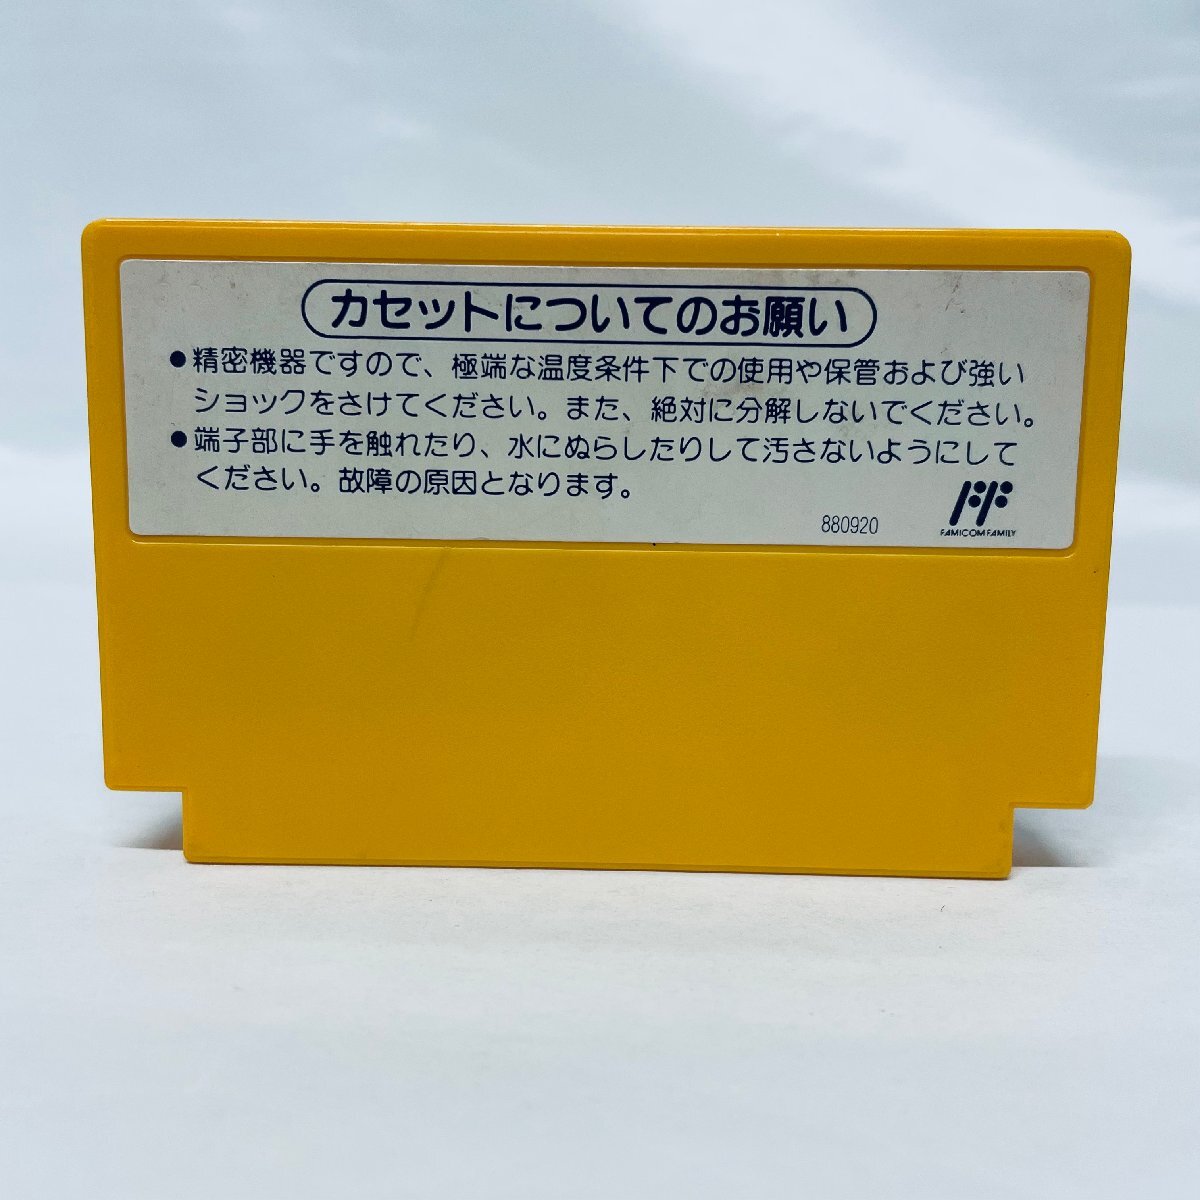 カセットについてのお願い
●精密機器ですので、極端な温度条件下での使用や保管および強い
ショックをさけてください。また、絶対に分解しないでください。
●端子部に手を触れたり、水にぬらしたりして汚さないようにして
ください。故障の原因となります。
880920
FAMICOM FAMILY